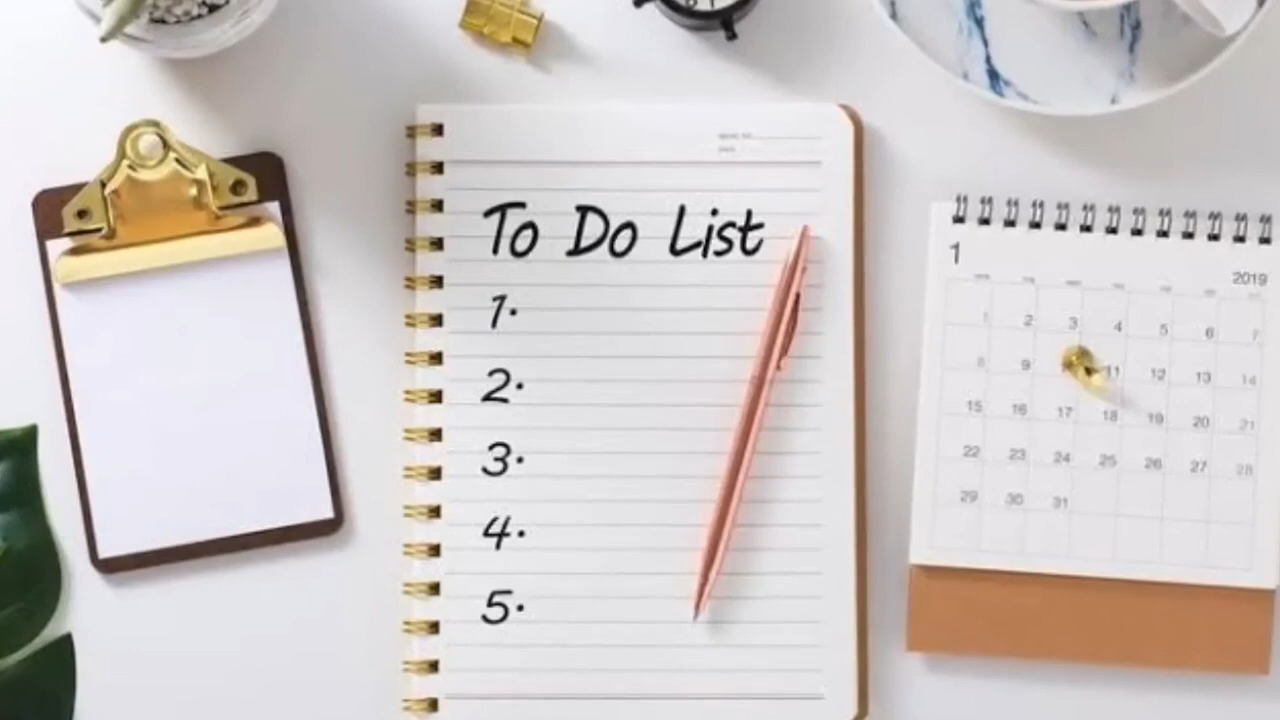 To Do List
1.
2.
3.
4.
5.
1
2019
1 2 3 4 5 6 7
8 9 11 12 13 14
15 16 17 18 19 20 21
22 23 24 25 26 27 28
29 30 31